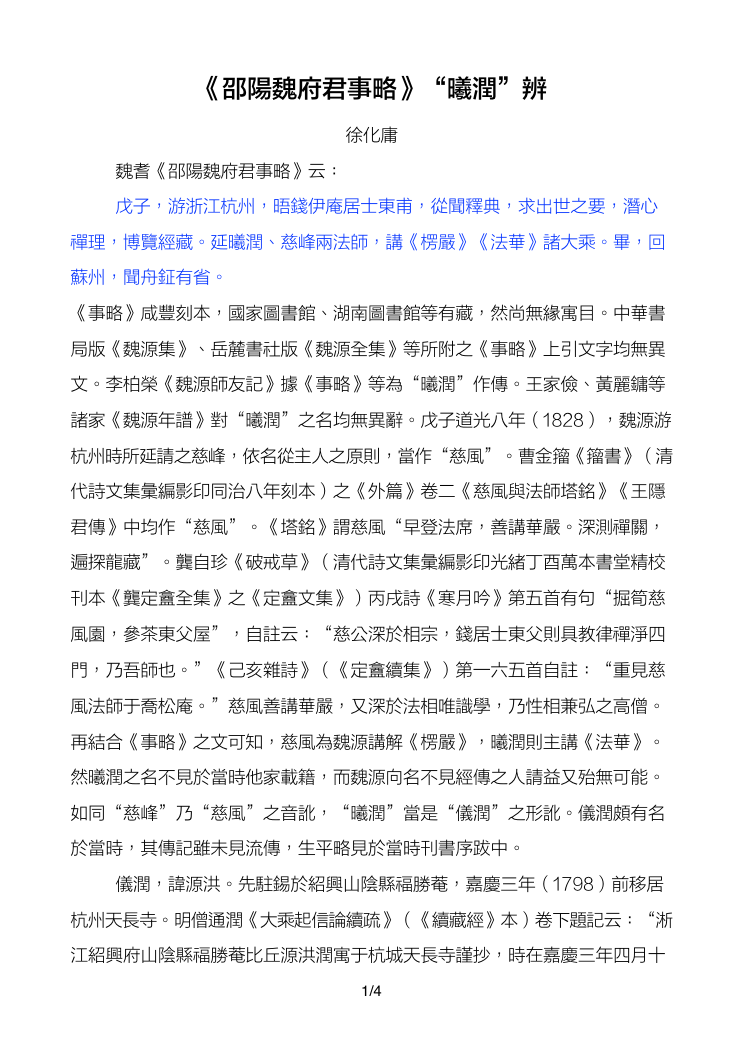 《邵陽魏府君事略》“曦潤”辨
徐化庸
魏耆《邵陽魏府君事略》云：
戊子，游浙江杭州，晤錢伊庵居士東甫，從聞釋典，求出世之要，潛心
禪理，博覽經藏。延曦潤、慈峰兩法師，講《楞嚴》《法華》諸大乘。畢，回
蘇州，聞舟鉦有省。
《事略》咸豐刻本，國家圖書館、湖南圖書館等有藏，然尚無緣寓目。中華書
局版《魏源集》、岳麓書社版《魏源全集》等所附之《事略》上引文字均無異
文。李柏榮《魏源師友記》據《事略》等為“曦潤”作傳。王家儉、黃麗鏞等
諸家《魏源年譜》對“曦潤”之名均無異辭。戊子道光八年（1828），魏源游
杭州時所延請之慈峰，依名從主人之原則，當作“慈風”。曹金籀《籀書》（清
代詩文集彙編影印同治八年刻本）之《外篇》卷二《慈風與法師塔銘》《王隱
君傳》中均作“慈風”。《塔銘》謂慈風“早登法席，善講華嚴。深測禪關，
遍探龍藏”。龔自珍《破戒草》（清代詩文集彙編影印光緒丁酉萬本書堂精校
刊本《龔定盦全集》之《定盦文集》）丙戌詩《寒月吟》第五首有句“掘筍慈
風園，參茶東父屋”，自註云：“慈公深於相宗，錢居士東父則具教律禪淨四
門，乃吾師也。”《己亥雜詩》（《定盦續集》）第一六五首自註：“重見慈
風法師于喬松庵。”慈風善講華嚴，又深於法相唯識學，乃性相兼弘之高僧。
再結合《事略》之文可知，慈風為魏源講解《楞嚴》，曦潤則主講《法華》。
然曦潤之名不見於當時他家載籍，而魏源向名不見經傳之人請益又殆無可能。
如同“慈峰”乃“慈風”之音訛，“曦潤”當是“儀潤”之形訛。儀潤頗有名
於當時，其傳記雖未見流傳，生平略見於當時刊書序跋中。
儀潤，諱源洪。先駐錫於紹興山陰縣福勝菴，嘉慶三年（1798）前移居
杭州天長寺。明僧通潤《大乘起信論續疏》（《續藏經》本）卷下題記云：“浙
江紹興府山陰縣福勝菴比丘源洪潤寓于杭城天長寺謹抄，時在嘉慶三年四月十
1/4